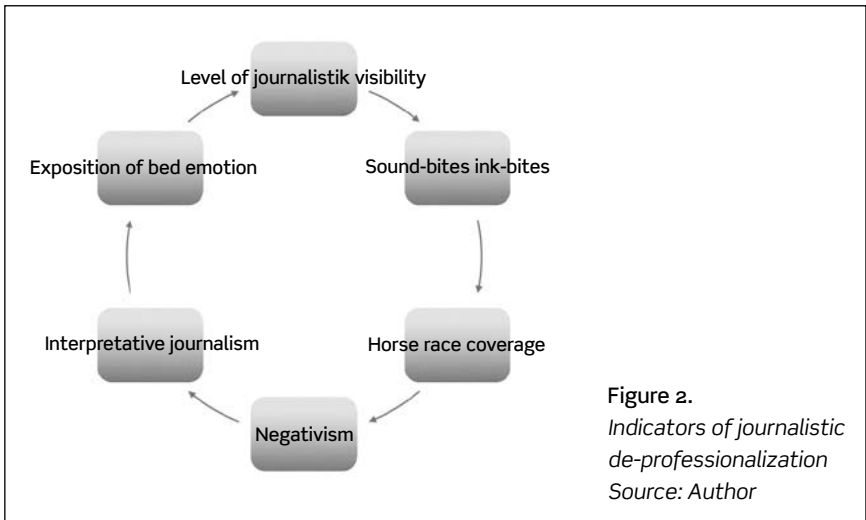 Level of journalistik visibility
Exposition of bed emotion
Sound-bites ink-bites
Interpretative journalism
Horse race coverage
Negativism
Figure 2.
Indicators of journalistic
de-professionalization
Source: Author